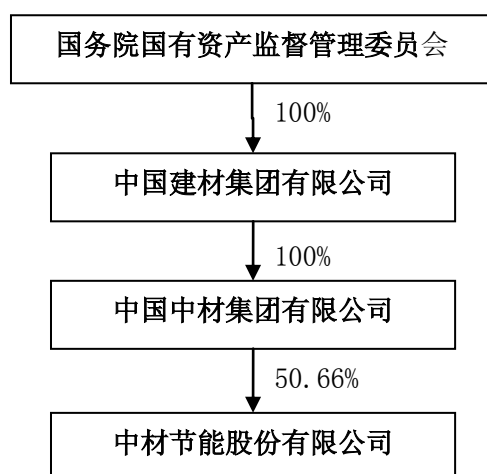 国务院国有资产监督管理委员会
100%
中国建材集团有限公司
100%
中国中材集团有限公司
50.66%
中材节能股份有限公司